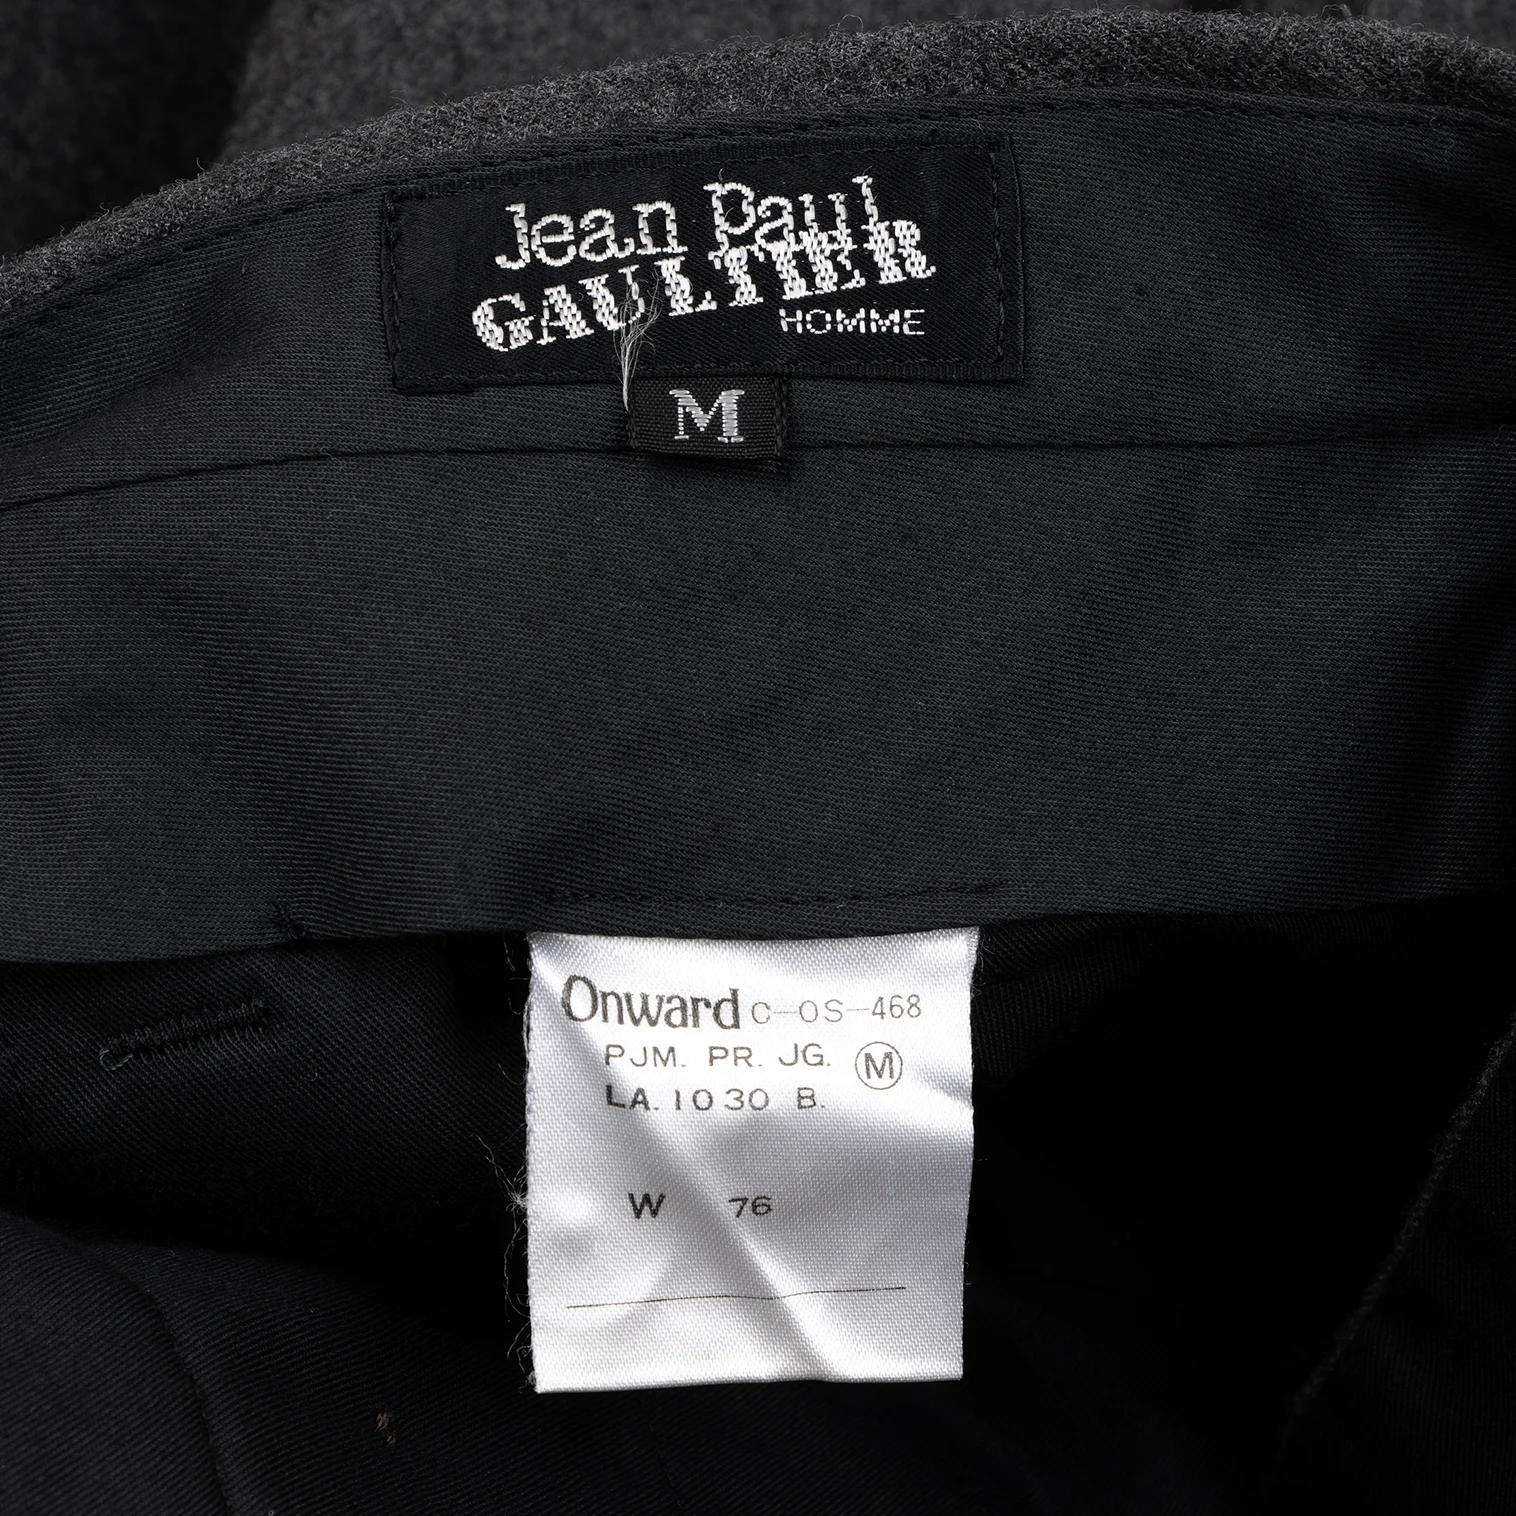 Jean Paul
GAULTIER
HOMME
M
Onward C-OS-468
PJM. PR. JG. M
LA. 1030 B.
W 76